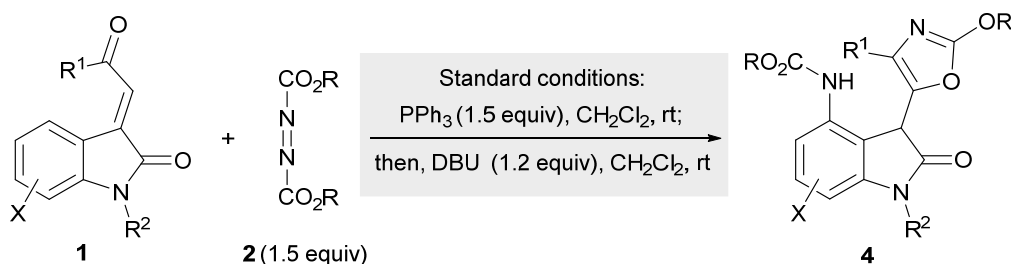 O
R¹
O
N
R²
X
1
+
CO₂R
N
N
CO₂R
2 (1.5 equiv)
Standard conditions:
PPh₃ (1.5 equiv), CH₂Cl₂, rt;
then, DBU (1.2 equiv), CH₂Cl₂, rt
N
OR
R¹
O
RO₂C
NH
O
N
R²
X
4